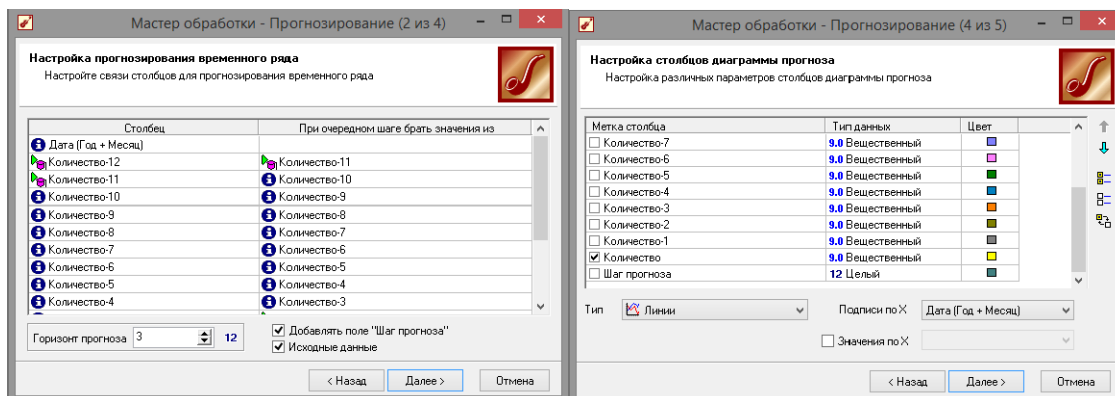 Мастер обработки - Прогнозирование (2 из 4)
Настройка прогнозирования временного ряда
Настройте связи столбцов для прогнозирования временного ряда
Столбец При очередном шаге брать значения из
Дата (Год + Месяц)
Количество-12 Количество-11
Количество-11 Количество-10
Количество-10 Количество-9
Количество-9 Количество-8
Количество-8 Количество-7
Количество-7 Количество-6
Количество-6 Количество-5
Количество-5 Количество-4
Количество-4 Количество-3
Горизонт прогноза 3 12
Добавлять поле "Шаг прогноза"
Исходные данные
< Назад Далее > Отмена
Мастер обработки - Прогнозирование (4 из 5)
Настройка столбцов диаграммы прогноза
Настройка различных параметров столбцов диаграммы прогноза
Метка столбца Тип данных Цвет
Количество-7 9.0 Вещественный
Количество-6 9.0 Вещественный
Количество-5 9.0 Вещественный
Количество-4 9.0 Вещественный
Количество-3 9.0 Вещественный
Количество-2 9.0 Вещественный
Количество-1 9.0 Вещественный
Количество 9.0 Вещественный
Шаг прогноза 12 Целый
Тип Линии Подписи по X Дата (Год + Месяц)
Значения по X
< Назад Далее > Отмена